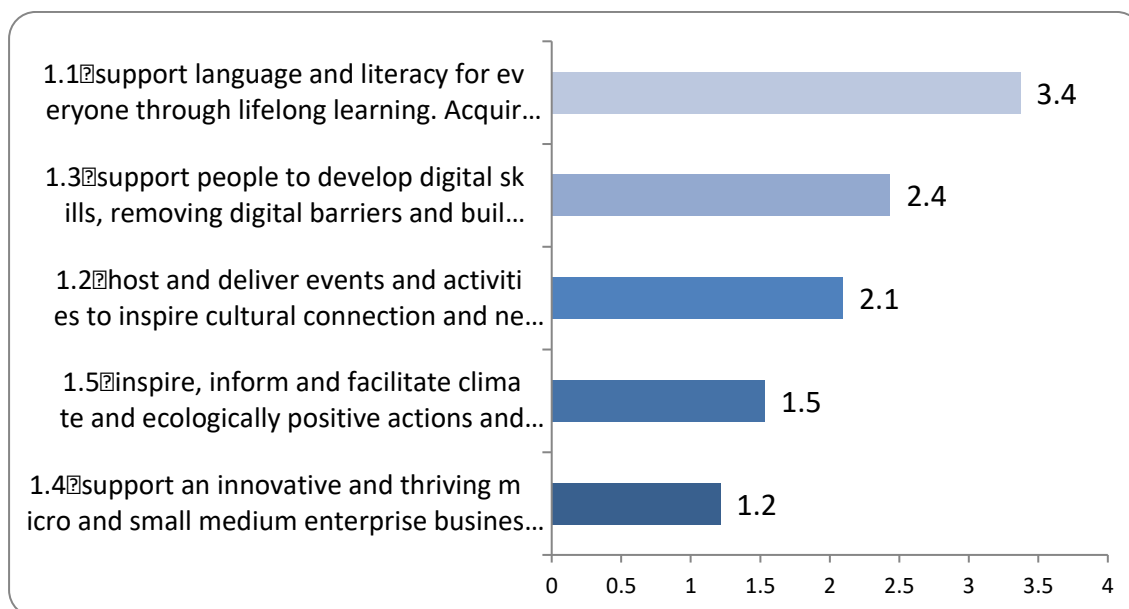 1.1⍰support language and literacy for ev
eryone through lifelong learning. Acquir...
3.4
1.3⍰support people to develop digital sk
ills, removing digital barriers and buil...
2.4
1.2⍰host and deliver events and activiti
es to inspire cultural connection and ne...
2.1
1.5⍰inspire, inform and facilitate clima
te and ecologically positive actions and...
1.5
1.4⍰support an innovative and thriving m
icro and small medium enterprise busines...
1.2
0 0.5 1 1.5 2 2.5 3 3.5 4